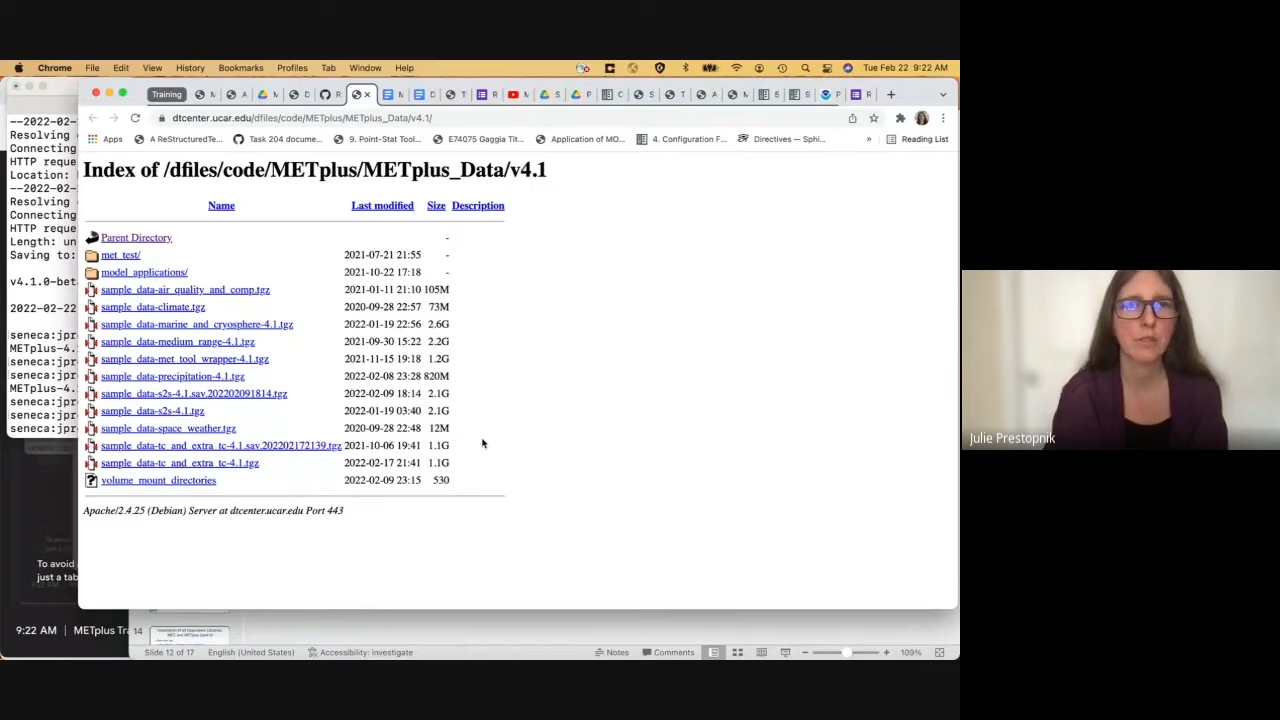 Chrome File Edit View History Bookmarks Profiles Tab Window Help Tue Feb 22 9:22 AM
Training
dtcenter.ucar.edu/dfiles/code/METplus/METplus_Data/v4.1/
Apps A ReStructuredTe... Task 204 docume... 9. Point-Stat Tool... E74075 Gaggia Tit... Application of MO... 4. Configuration F... Directives — Sphi... » Reading List
--2022-02-
Resolving
Connecting
HTTP reque
Location:
--2022-02-
Resolving
Connecting
HTTP reque
Length: un
Saving to:
v4.1.0-bet
2022-02-22
seneca:jpr
METplus-4.
seneca:jpr
METplus-4.
seneca:jpr
seneca:jpr
seneca:jpr
Index of /dfiles/code/METplus/METplus_Data/v4.1
Name Last modified Size Description
Parent Directory -
met_test/ 2021-07-21 21:55 -
model_applications/ 2021-10-22 17:18 -
sample_data-air_quality_and_comp.tgz 2021-01-11 21:10 105M
sample_data-climate.tgz 2020-09-28 22:57 73M
sample_data-marine_and_cryosphere-4.1.tgz 2022-01-19 22:56 2.6G
sample_data-medium_range-4.1.tgz 2021-09-30 15:22 2.2G
sample_data-met_tool_wrapper-4.1.tgz 2021-11-15 19:18 1.2G
sample_data-precipitation-4.1.tgz 2022-02-08 23:28 820M
sample_data-s2s-4.1.sav.202202091814.tgz 2022-02-09 18:14 2.1G
sample_data-s2s-4.1.tgz 2022-01-19 03:40 2.1G
sample_data-space_weather.tgz 2020-09-28 22:48 12M
sample_data-tc_and_extra_tc-4.1.sav.202202172139.tgz 2021-10-06 19:41 1.1G
sample_data-tc_and_extra_tc-4.1.tgz 2022-02-17 21:41 1.1G
volume_mount_directories 2022-02-09 23:15 530
Apache/2.4.25 (Debian) Server at dtcenter.ucar.edu Port 443
To avoid
just a tab
9:22 AM | METplus Tra 14
Slide 12 of 17 English (United States) Accessibility: Investigate Notes Comments 109%
Julie Prestopnik